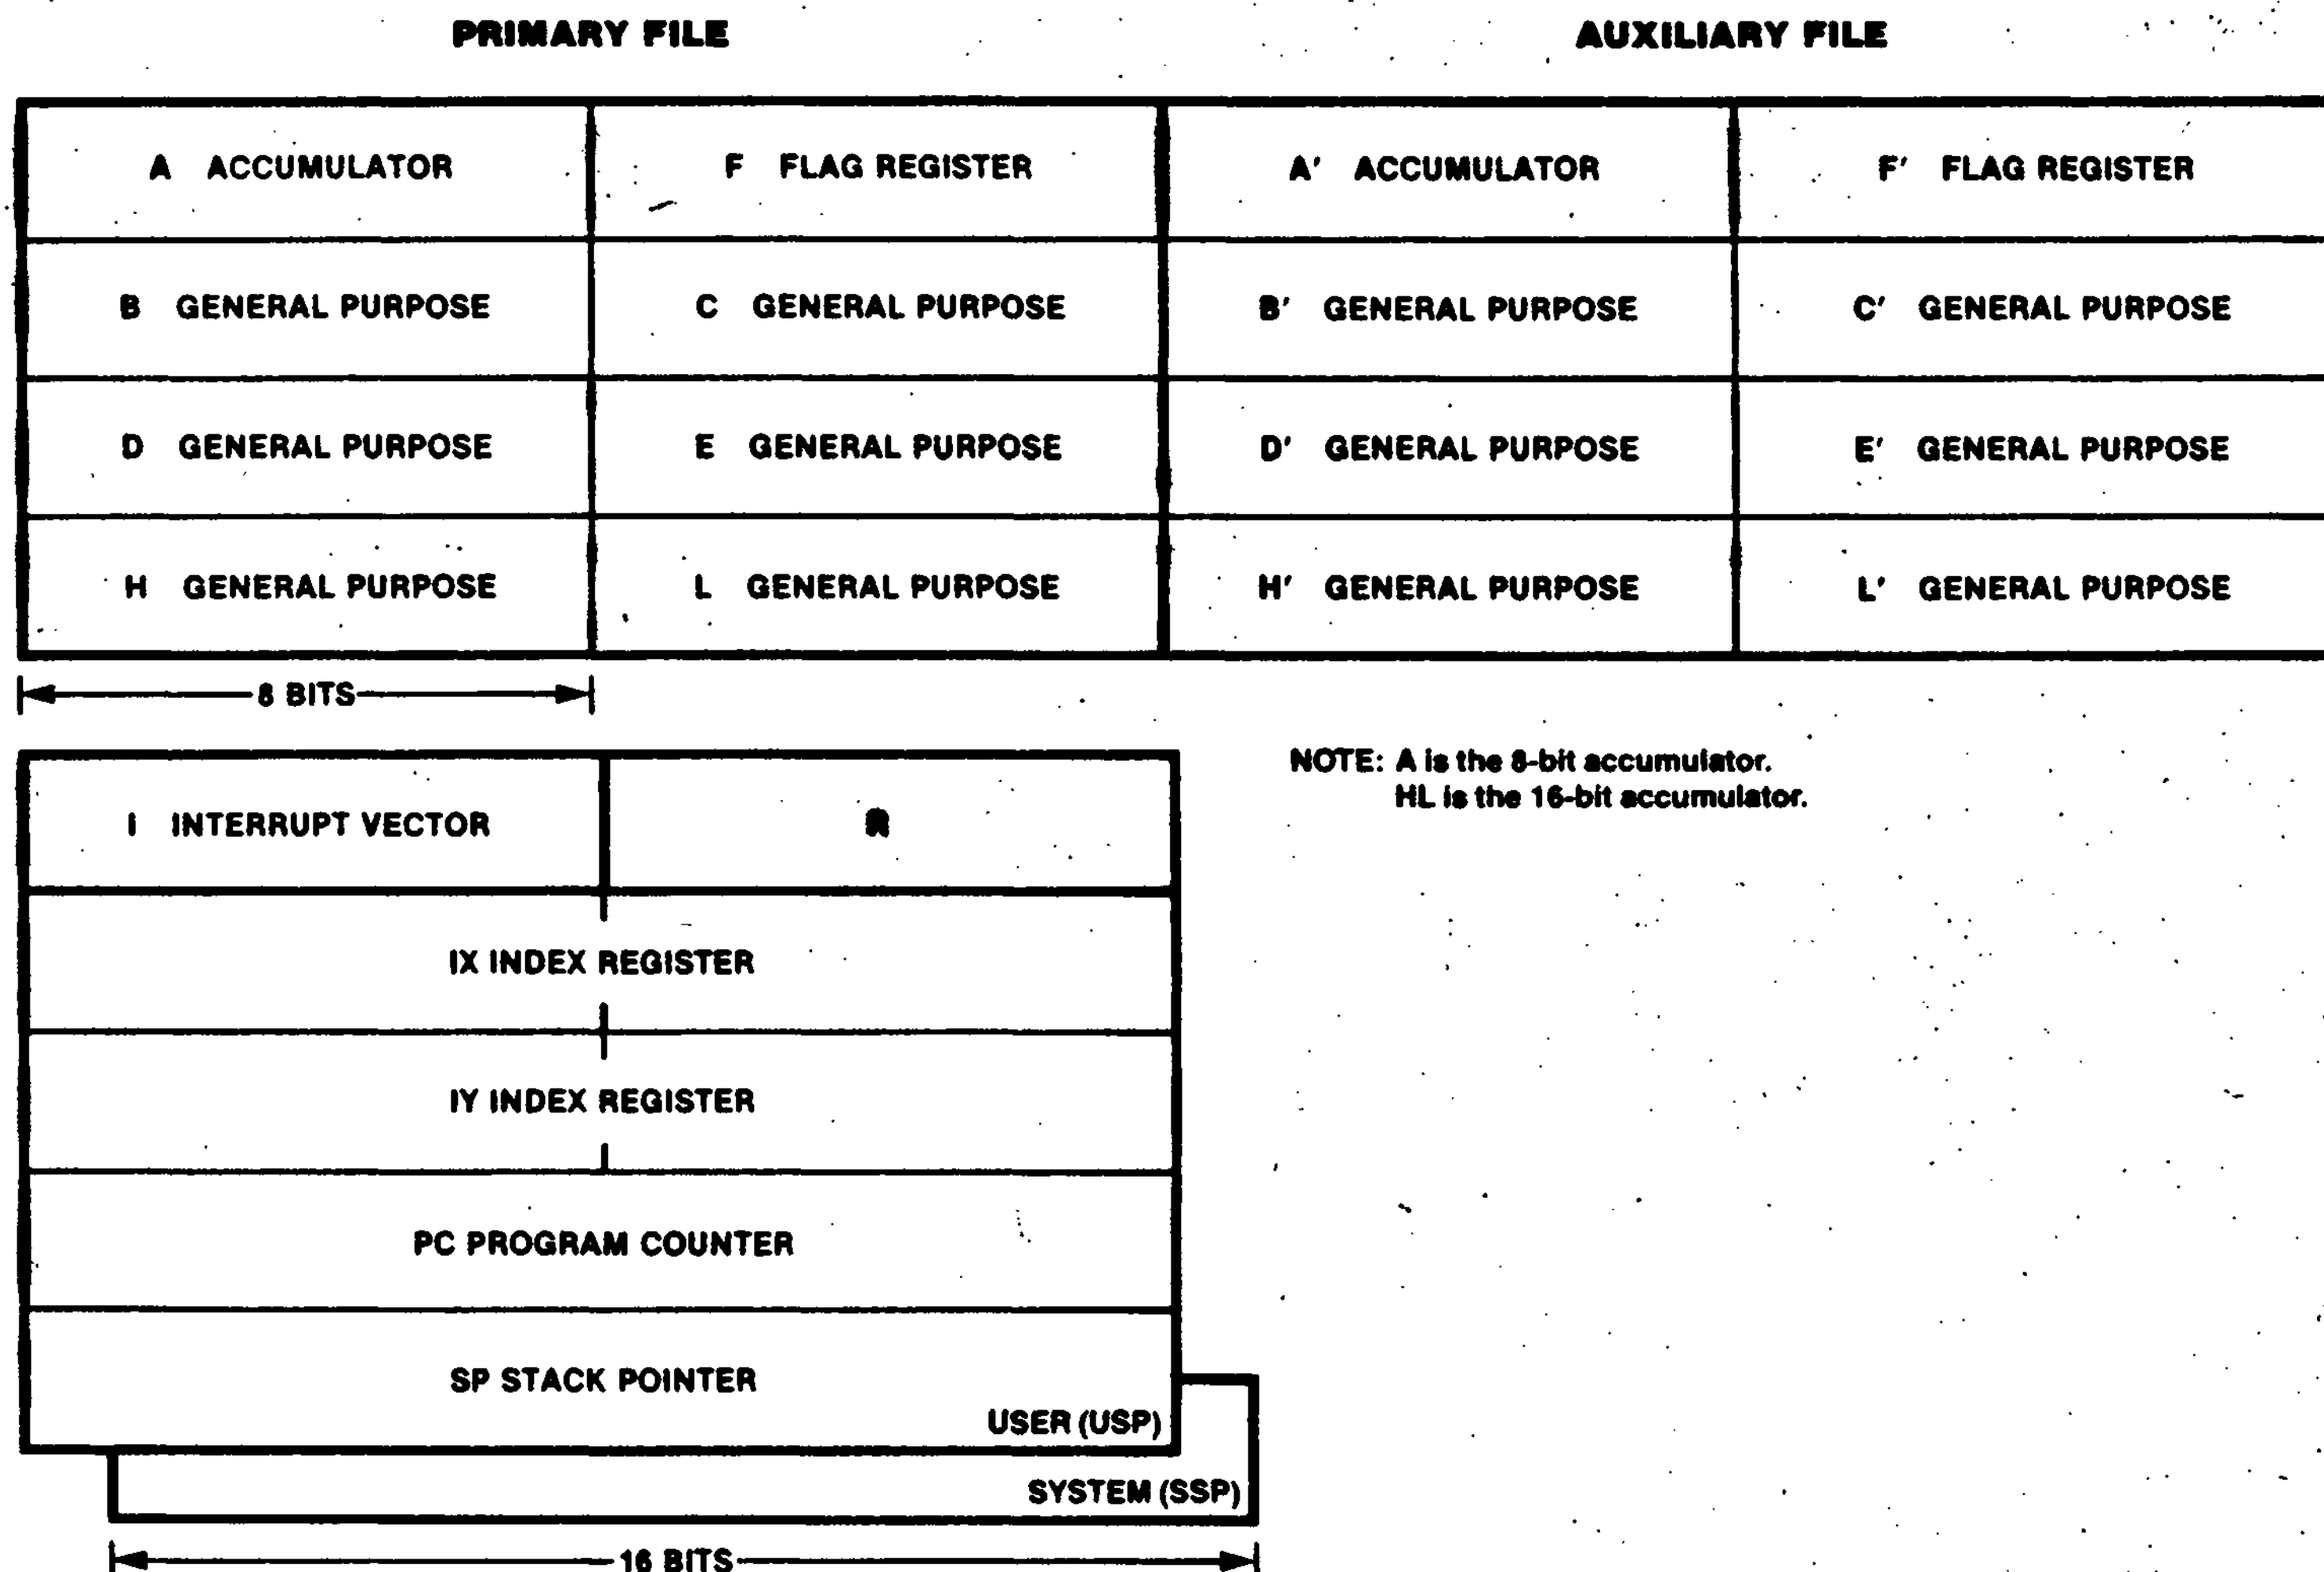 PRIMARY FILE
AUXILIARY FILE
A ACCUMULATOR
F FLAG REGISTER
A' ACCUMULATOR
F' FLAG REGISTER
B GENERAL PURPOSE
C GENERAL PURPOSE
B' GENERAL PURPOSE
C' GENERAL PURPOSE
D GENERAL PURPOSE
E GENERAL PURPOSE
D' GENERAL PURPOSE
E' GENERAL PURPOSE
H GENERAL PURPOSE
L GENERAL PURPOSE
H' GENERAL PURPOSE
L' GENERAL PURPOSE
8 BITS
NOTE: A is the 8-bit accumulator.
HL is the 16-bit accumulator.
I INTERRUPT VECTOR
R
IX INDEX REGISTER
IY INDEX REGISTER
PC PROGRAM COUNTER
SP STACK POINTER
USER (USP)
SYSTEM (SSP)
16 BITS